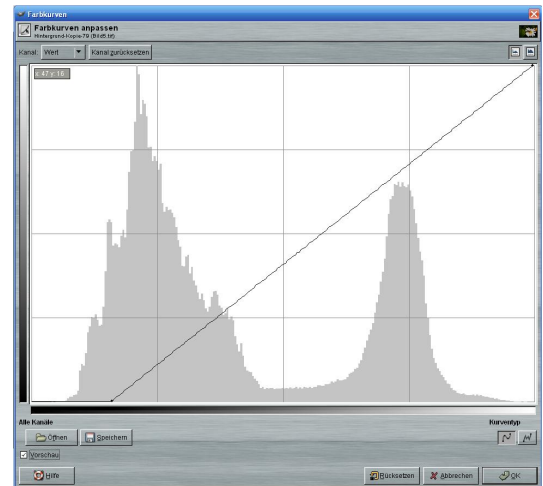 Farbkurven
Farbkurven anpassen
Hintergrund-Kopie-79 (Bild5.tif)
Kanal: Wert Kanal zurücksetzen
x: 47 y: 16
Alle Kanäle Kurventyp
Öffnen Speichern
Vorschau
Hilfe Rücksetzen Abbrechen OK